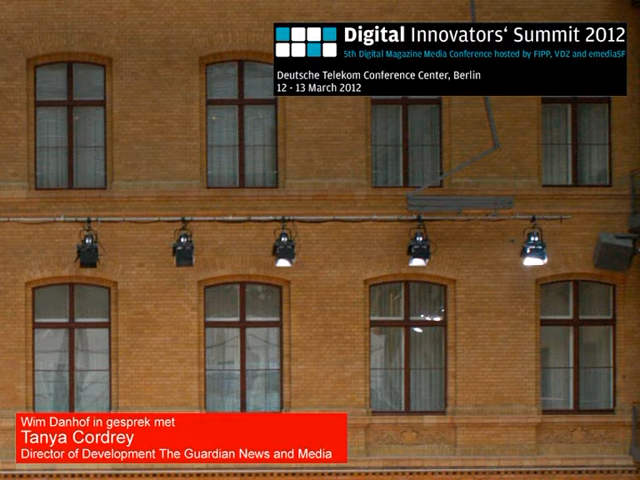 Digital Innovators‘ Summit 2012
5th Digital Magazine Media Conference hosted by FIPP, VDZ and emediaSF
Deutsche Telekom Conference Center, Berlin
12 - 13 March 2012
Wim Danhof in gesprek met
Tanya Cordrey
Director of Development The Guardian News and Media